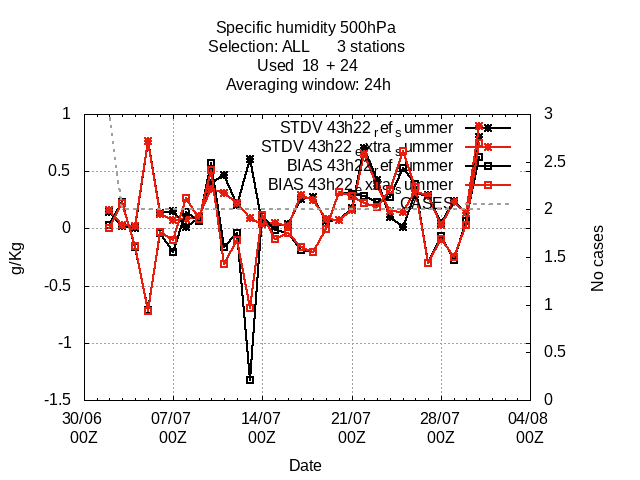 Specific humidity 500hPa
Selection: ALL 3 stations
Used 18 + 24
Averaging window: 24h
STDV 43h22_ref_summer
STDV 43h22_extra_summer
BIAS 43h22_ref_summer
BIAS 43h22_extra_summer
CASES
g/Kg
1
0.5
0
-0.5
-1
-1.5
No cases
3
2.5
2
1.5
1
0.5
0
30/06 00Z
07/07 00Z
14/07 00Z
21/07 00Z
28/07 00Z
04/08 00Z
Date